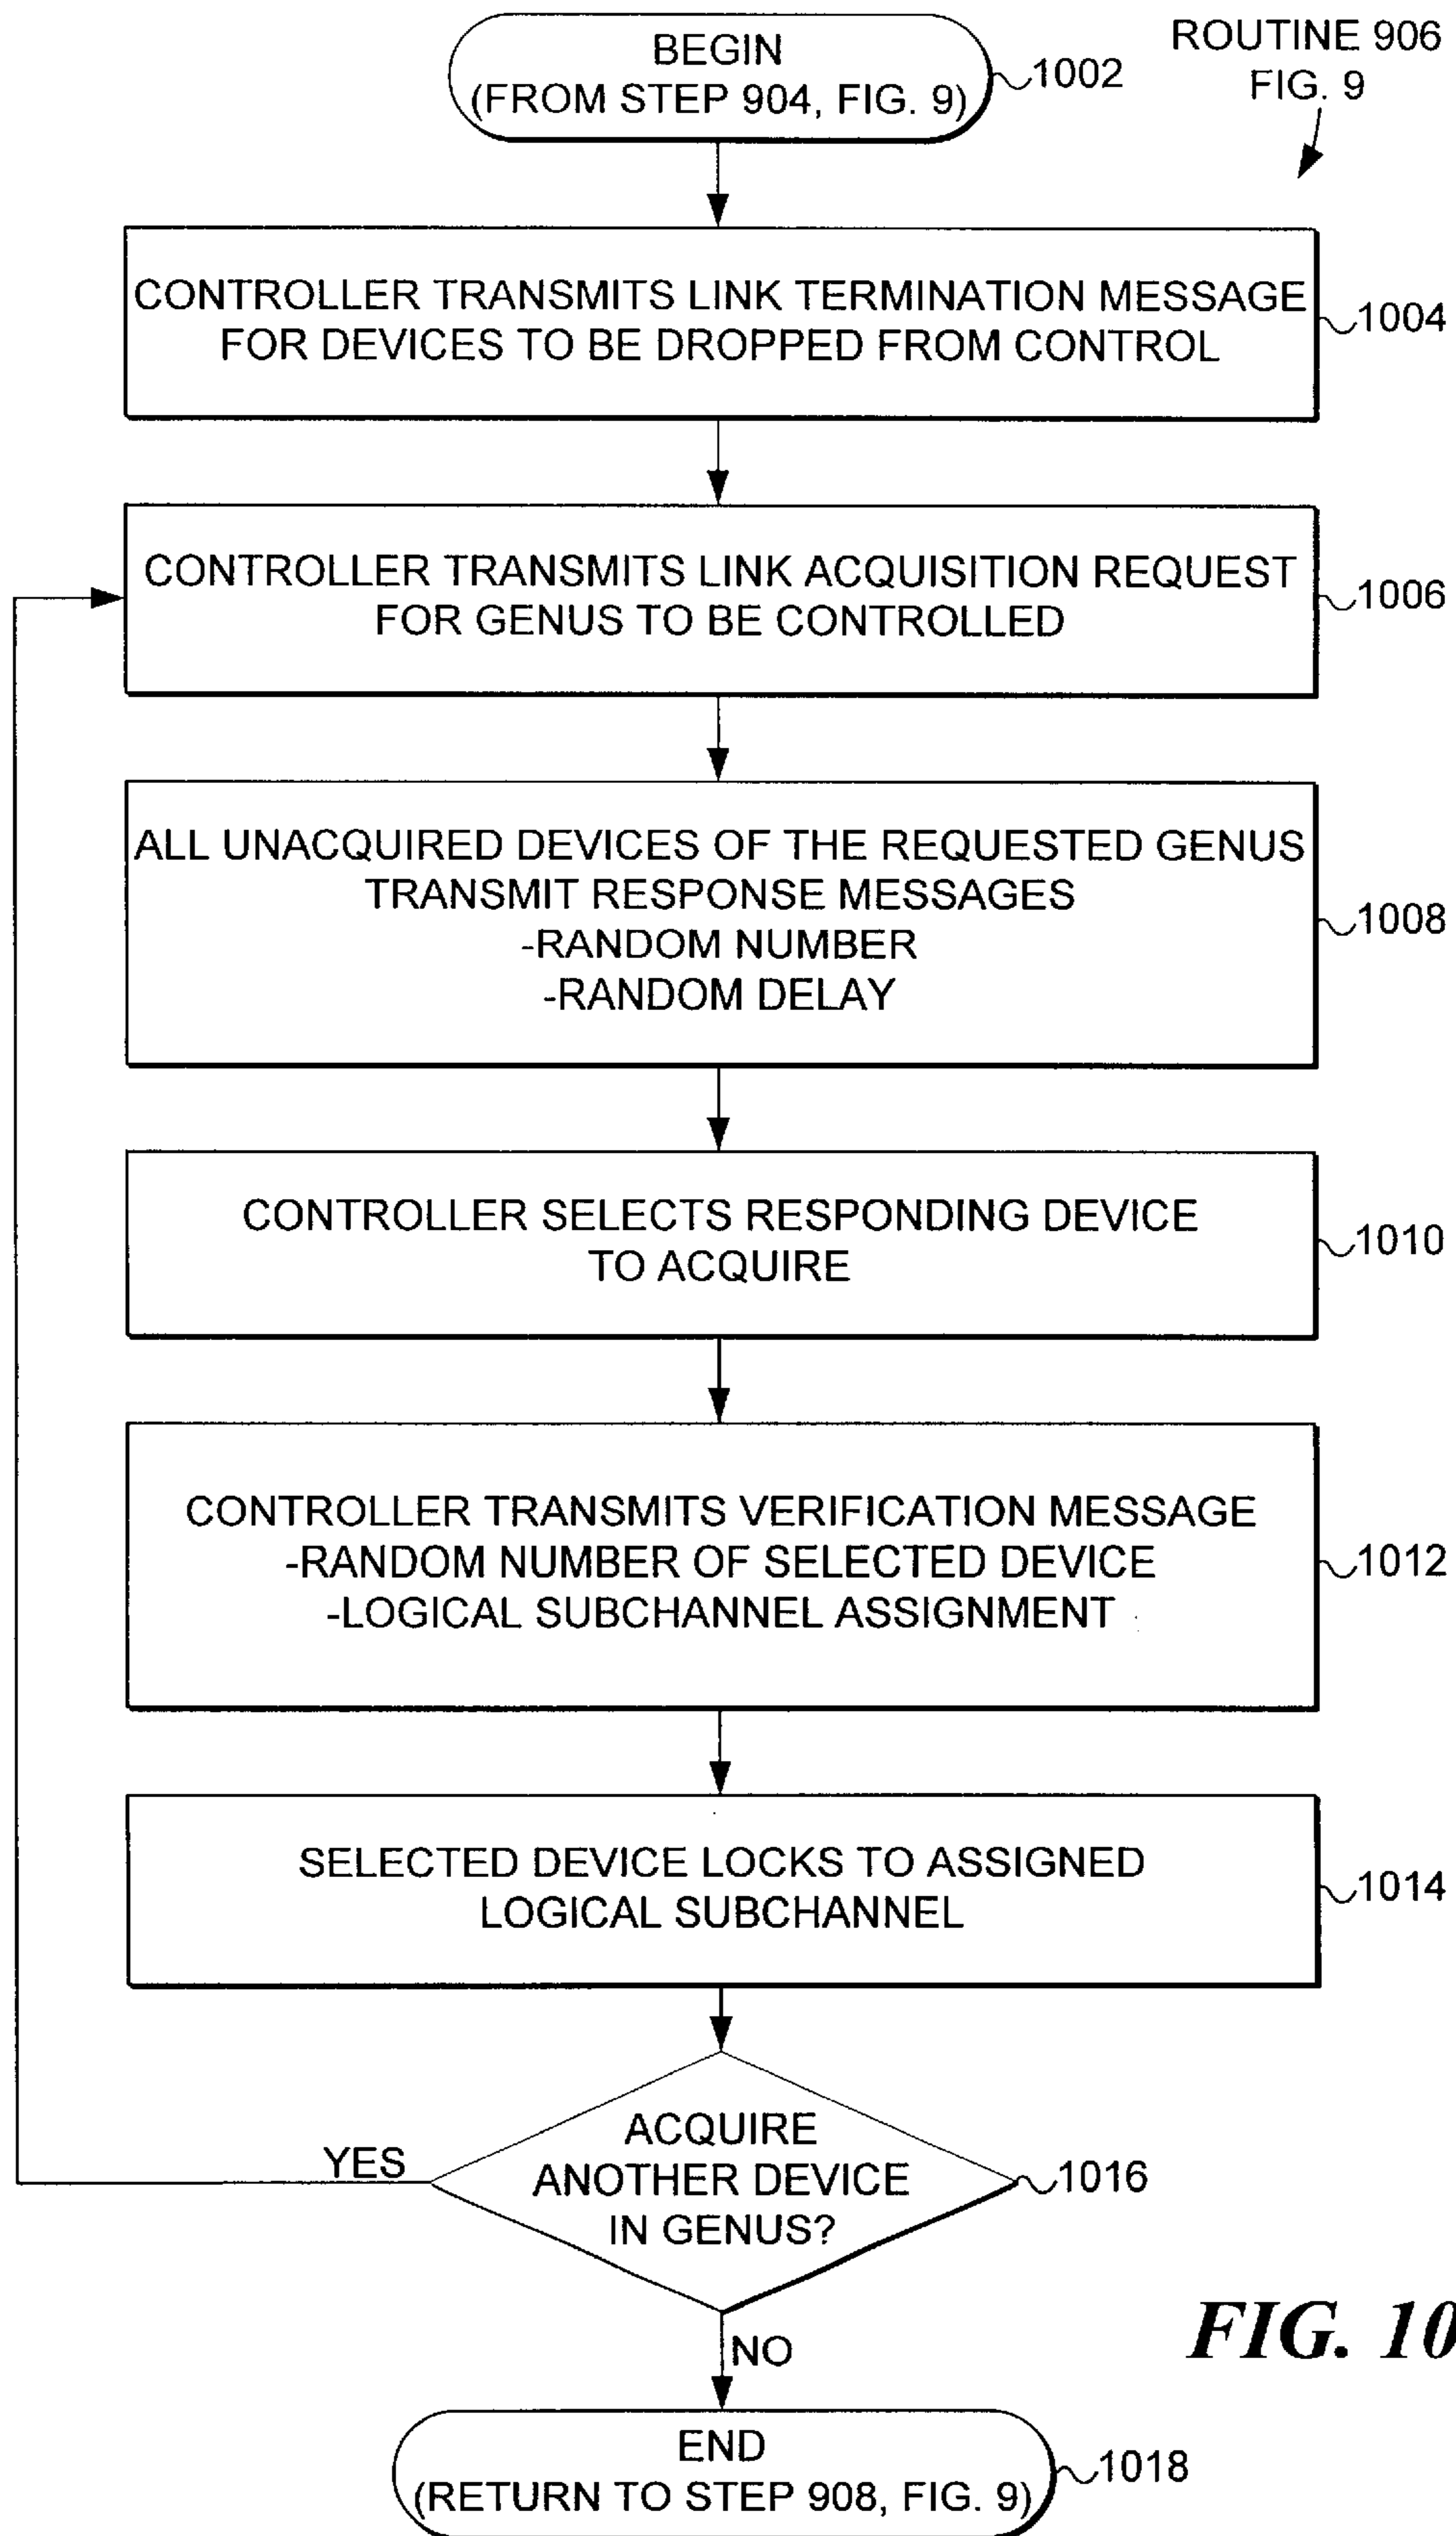 BEGIN
(FROM STEP 904, FIG. 9)
1002
ROUTINE 906
FIG. 9
CONTROLLER TRANSMITS LINK TERMINATION MESSAGE
FOR DEVICES TO BE DROPPED FROM CONTROL
1004
CONTROLLER TRANSMITS LINK ACQUISITION REQUEST
FOR GENUS TO BE CONTROLLED
1006
ALL UNACQUIRED DEVICES OF THE REQUESTED GENUS
TRANSMIT RESPONSE MESSAGES
-RANDOM NUMBER
-RANDOM DELAY
1008
CONTROLLER SELECTS RESPONDING DEVICE
TO ACQUIRE
1010
CONTROLLER TRANSMITS VERIFICATION MESSAGE
-RANDOM NUMBER OF SELECTED DEVICE
-LOGICAL SUBCHANNEL ASSIGNMENT
1012
SELECTED DEVICE LOCKS TO ASSIGNED
LOGICAL SUBCHANNEL
1014
ACQUIRE
ANOTHER DEVICE
IN GENUS?
1016
YES
NO
FIG. 10
END
(RETURN TO STEP 908, FIG. 9)
1018